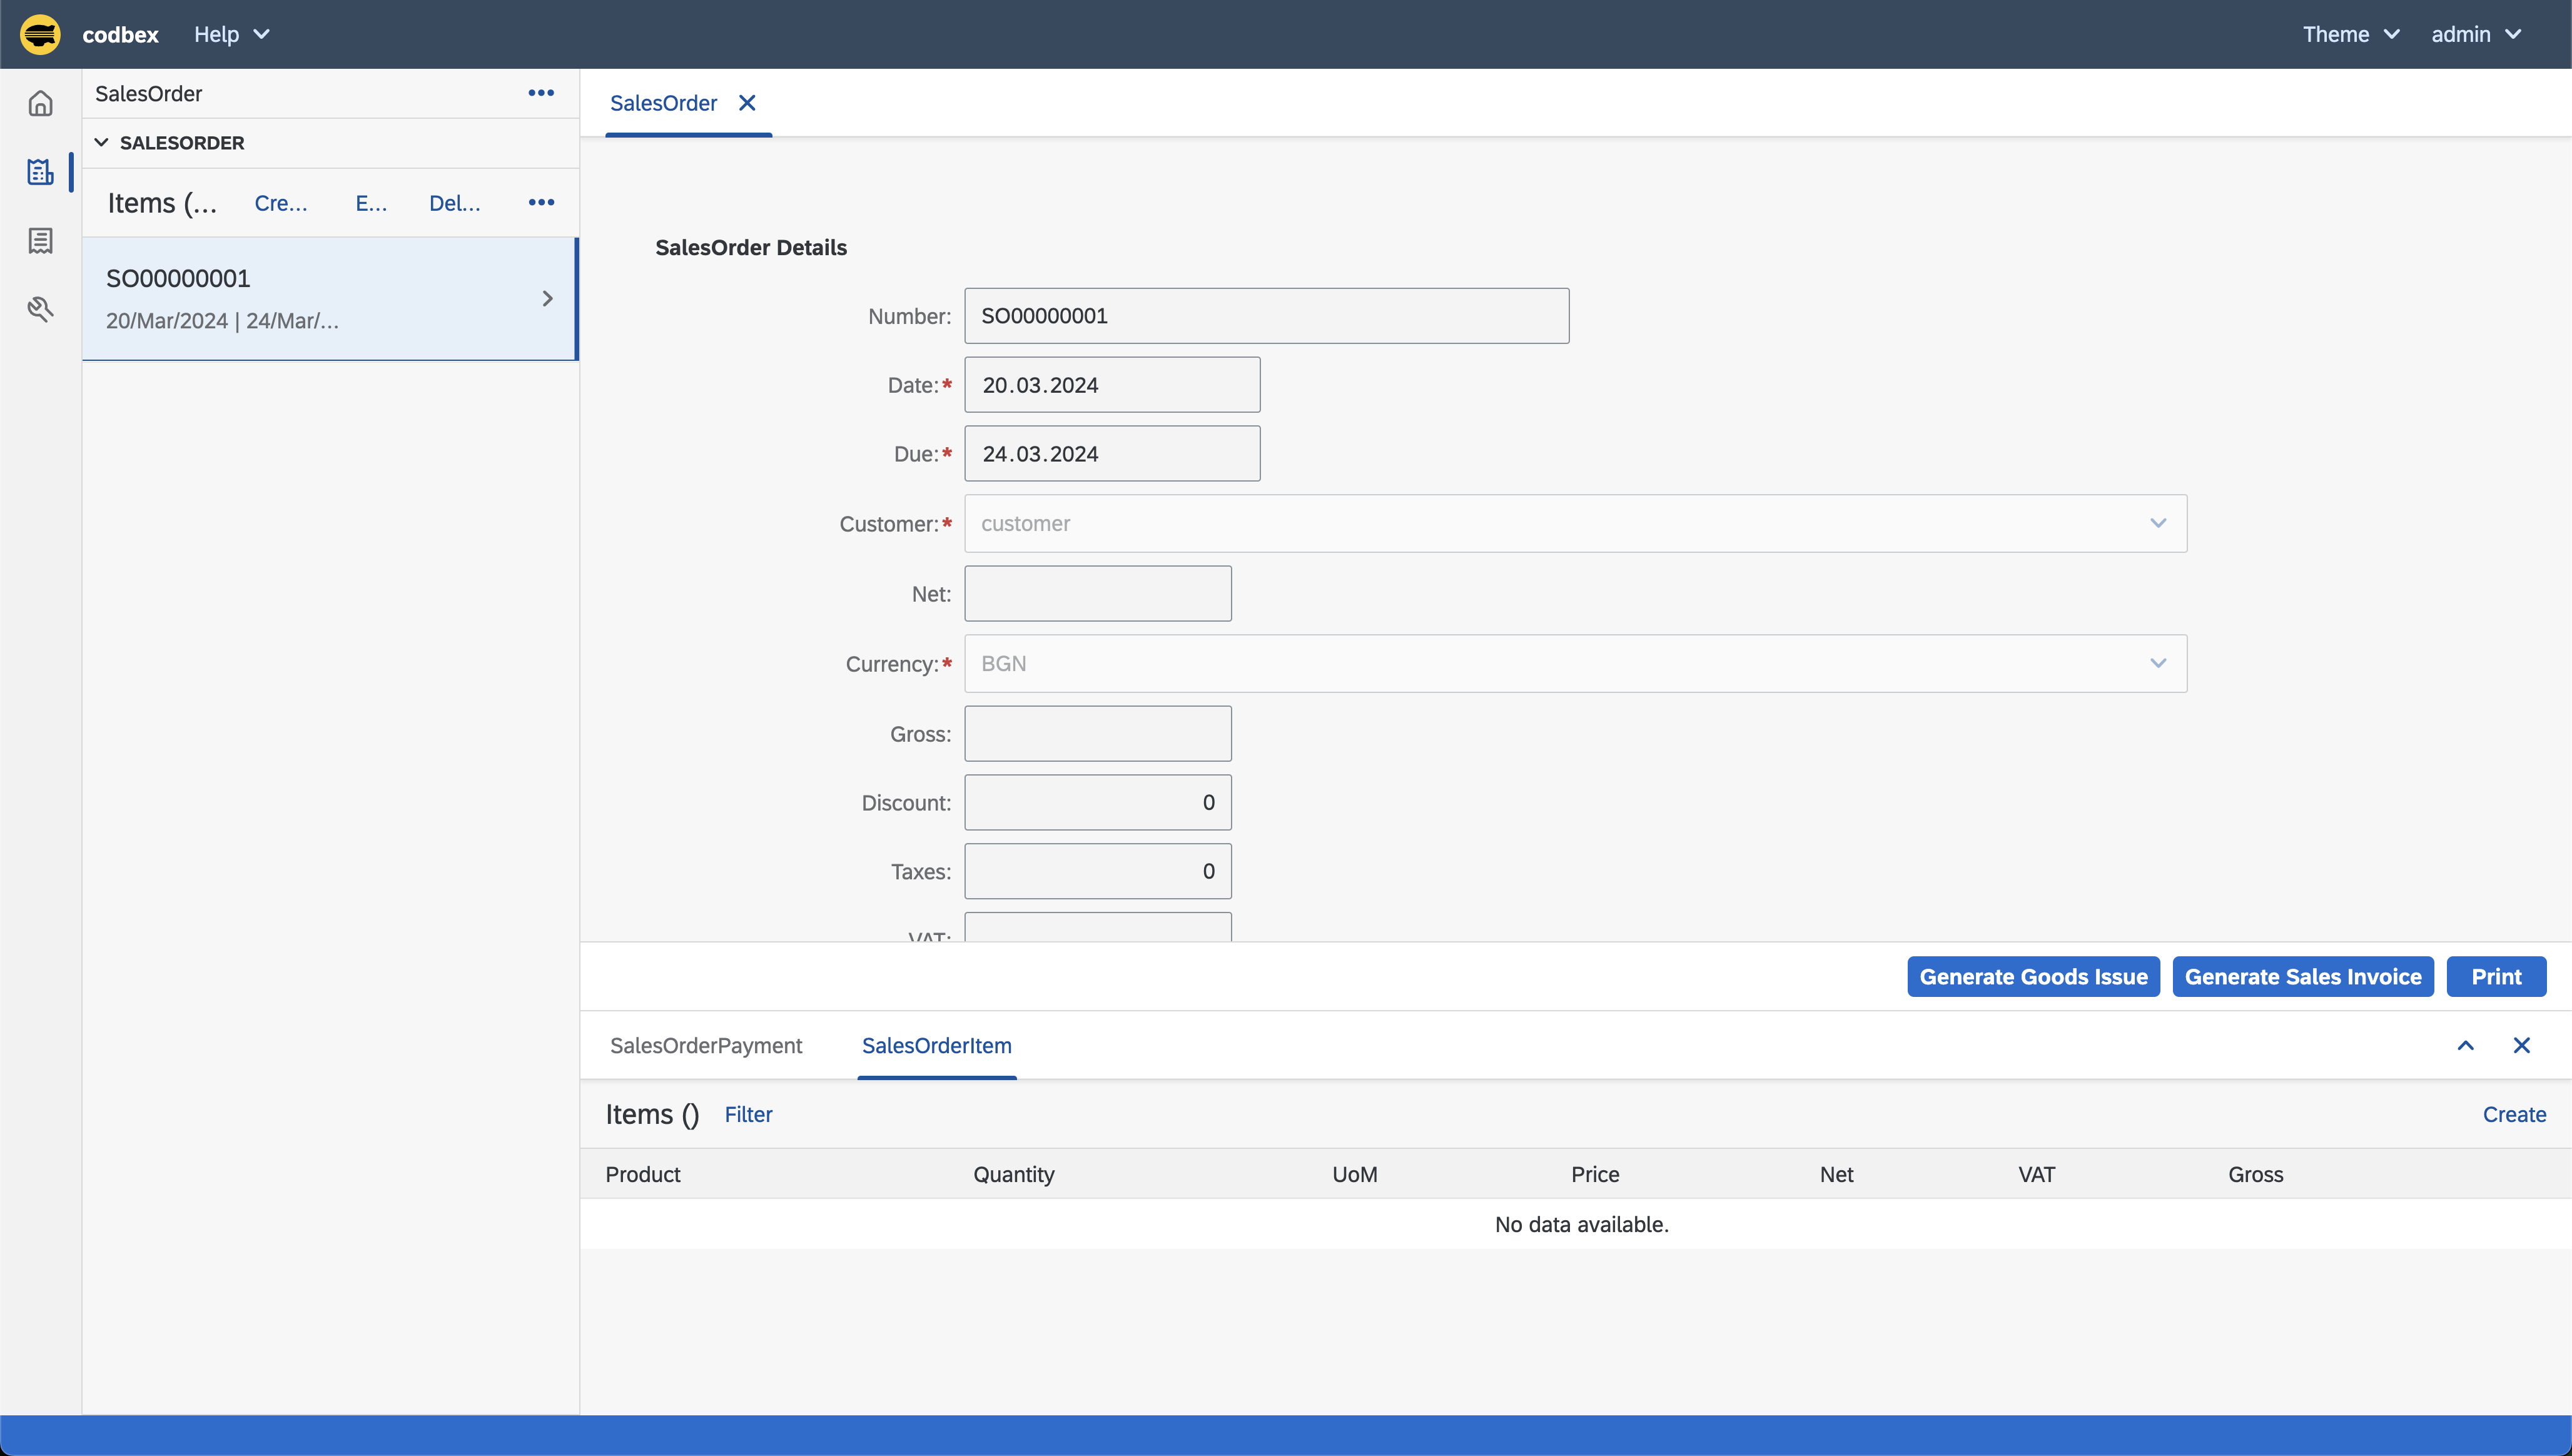 codbex Help Theme admin
SalesOrder
SALESORDER
Items (... Cre... E... Del...
SO00000001
20/Mar/2024 | 24/Mar/...
SalesOrder
SalesOrder Details
Number: SO00000001
Date:* 20.03.2024
Due:* 24.03.2024
Customer:* customer
Net:
Currency:* BGN
Gross:
Discount: 0
Taxes: 0
VAT:
Generate Goods Issue Generate Sales Invoice Print
SalesOrderPayment SalesOrderItem
Items () Filter Create
Product Quantity UoM Price Net VAT Gross
No data available.